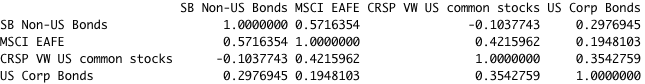 SB Non-US Bonds MSCI EAFE CRSP VW US common stocks US Corp Bonds
SB Non-US Bonds 1.0000000 0.5716354 -0.1037743 0.2976945
MSCI EAFE 0.5716354 1.0000000 0.4215962 0.1948103
CRSP VW US common stocks -0.1037743 0.4215962 1.0000000 0.3542759
US Corp Bonds 0.2976945 0.1948103 0.3542759 1.0000000